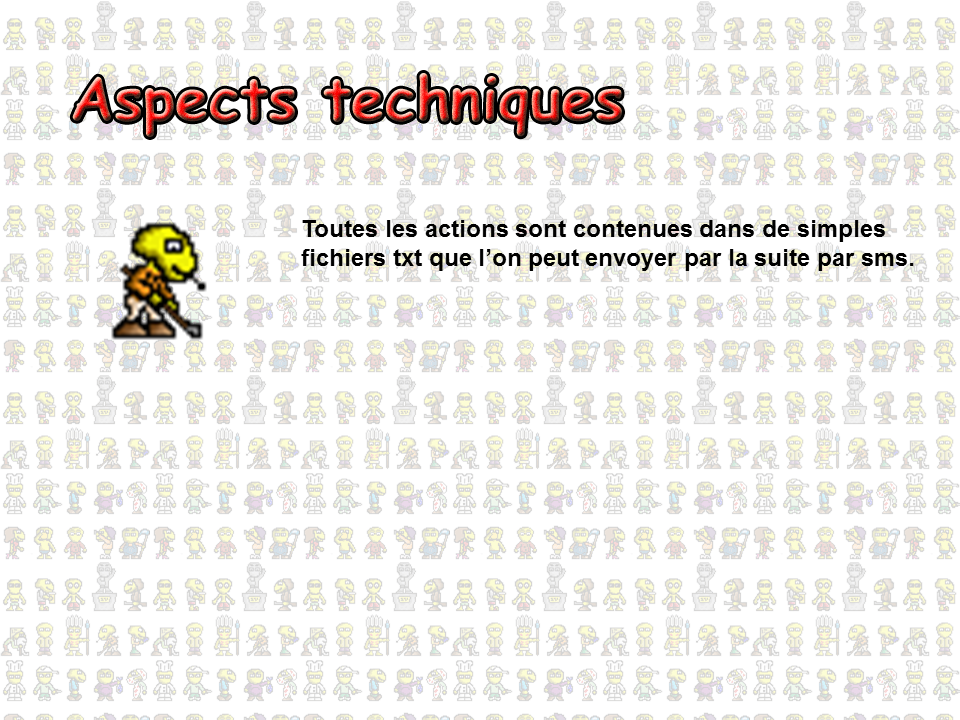 Aspects techniques
Toutes les actions sont contenues dans de simples
fichiers txt que l’on peut envoyer par la suite par sms.